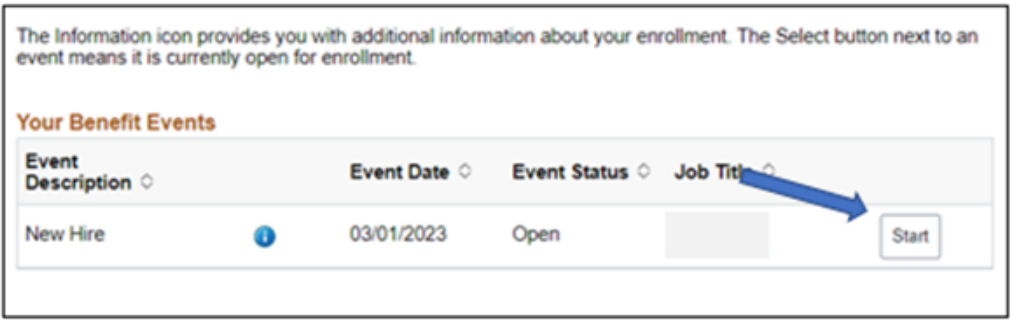 The Information icon provides you with additional information about your enrollment. The Select button next to an
event means it is currently open for enrollment.
Your Benefit Events
Event
Description Event Date Event Status Job Title
New Hire 03/01/2023 Open Start